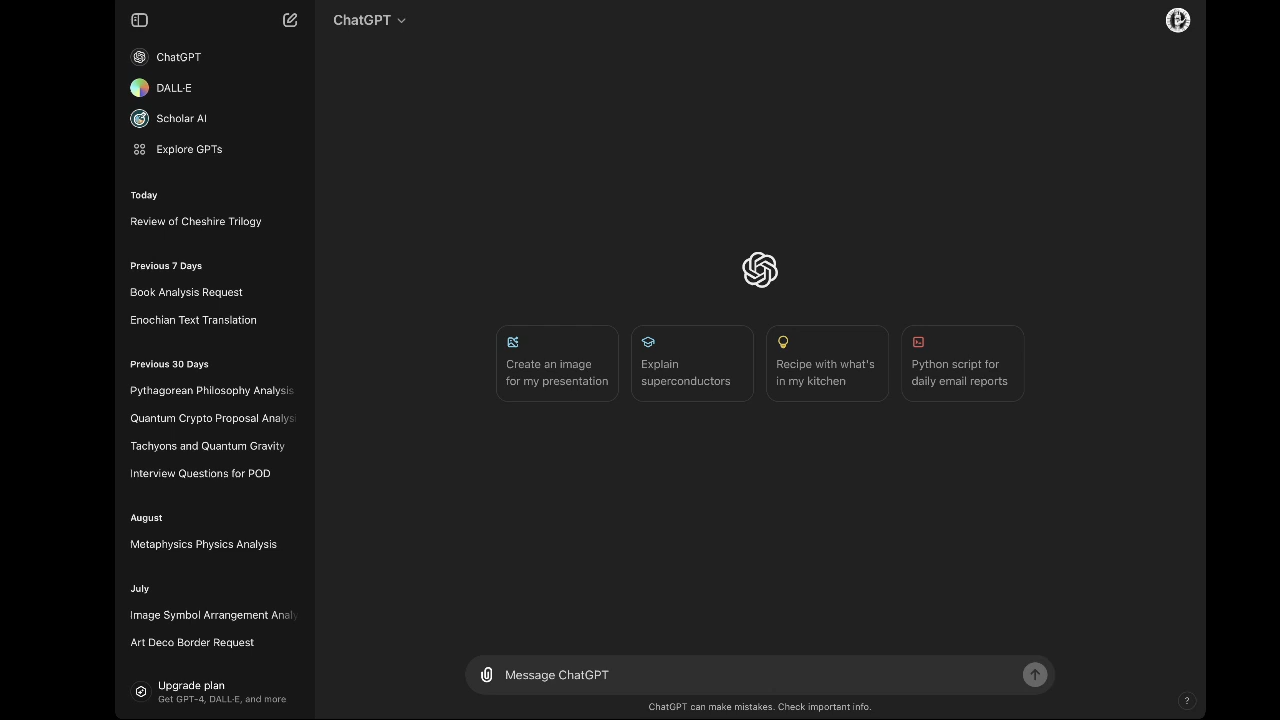 ChatGPT
ChatGPT
DALL·E
Scholar AI
Explore GPTs
Today
Review of Cheshire Trilogy
Previous 7 Days
Book Analysis Request
Enochian Text Translation
Previous 30 Days
Pythagorean Philosophy Analysis
Quantum Crypto Proposal Analysi
Tachyons and Quantum Gravity
Interview Questions for POD
August
Metaphysics Physics Analysis
July
Image Symbol Arrangement Analy
Art Deco Border Request
Upgrade plan
Get GPT-4, DALL·E, and more
Create an image
for my presentation
Explain
superconductors
Recipe with what's
in my kitchen
Python script for
daily email reports
Message ChatGPT
ChatGPT can make mistakes. Check important info.
?